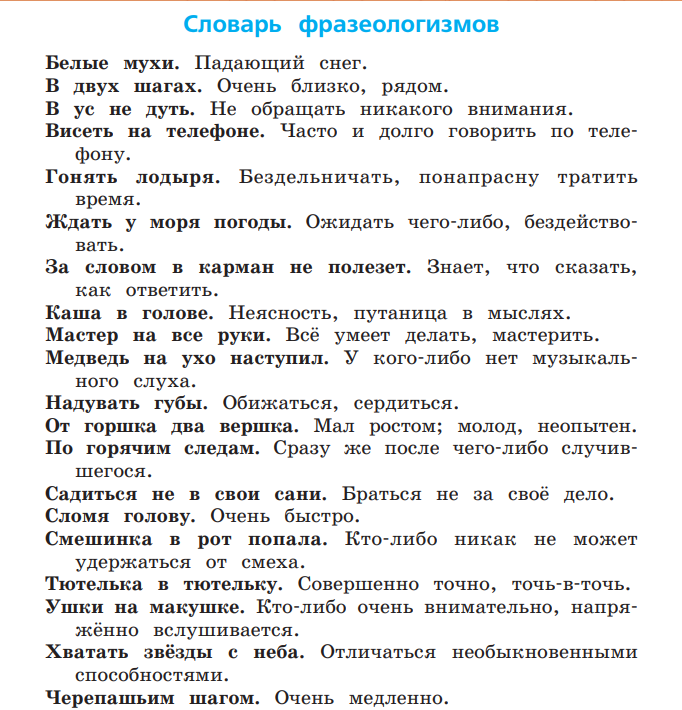 Словарь фразеологизмов
Белые мухи. Падающий снег.
В двух шагах. Очень близко, рядом.
В ус не дуть. Не обращать никакого внимания.
Висеть на телефоне. Часто и долго говорить по теле-
фону.
Гонять лодыря. Бездельничать, понапрасну тратить
время.
Ждать у моря погоды. Ожидать чего-либо, бездейство-
вать.
За словом в карман не полезет. Знает, что сказать,
как ответить.
Каша в голове. Неясность, путаница в мыслях.
Мастер на все руки. Всё умеет делать, мастерить.
Медведь на ухо наступил. У кого-либо нет музыкаль-
ного слуха.
Надувать губы. Обижаться, сердиться.
От горшка два вершка. Мал ростом; молод, неопытен.
По горячим следам. Сразу же после чего-либо случив-
шегося.
Садиться не в свои сани. Браться не за своё дело.
Сломя голову. Очень быстро.
Смешинка в рот попала. Кто-либо никак не может
удержаться от смеха.
Тютелька в тютельку. Совершенно точно, точь-в-точь.
Ушки на макушке. Кто-либо очень внимательно, напря-
жённо вслушивается.
Хватать звёзды с неба. Отличаться необыкновенными
способностями.
Черепашьим шагом. Очень медленно.